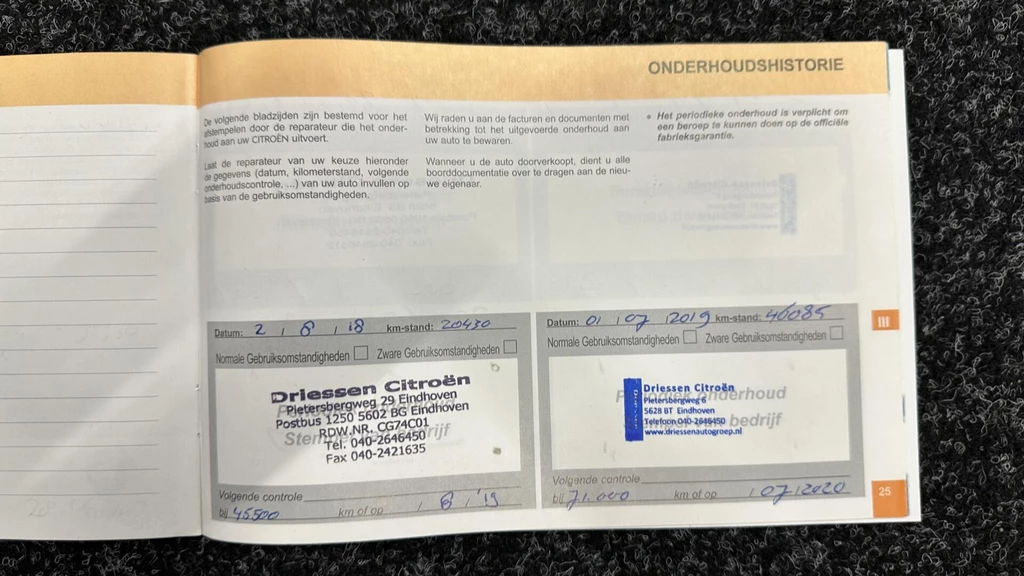 ONDERHOUDSHISTORIE
De volgende bladzijden zijn bestemd voor het
afstempelen door de reparateur die het onder-
houd aan uw CITROËN uitvoert.
Laat de reparateur van uw keuze hieronder
de gegevens (datum, kilometerstand, volgende
onderhoudscontrole, ...) van uw auto invullen op
basis van de gebruiksomstandigheden.
Wij raden u aan de facturen en documenten met
betrekking tot het uitgevoerde onderhoud aan
uw auto te bewaren.
Wanneer u de auto doorverkoopt, dient u alle
boorddocumentatie over te dragen aan de nieu-
we eigenaar.
• Het periodieke onderhoud is verplicht om
een beroep te kunnen doen op de officiële
fabrieksgarantie.
Datum: 2 / 8 / 18 km-stand: 20430
Normale Gebruiksomstandigheden Zware Gebruiksomstandigheden
Driessen Citroën
Pietersbergweg 29 Eindhoven
Postbus 1250 5602 BG Eindhoven
RDW.NR. CG74C01
Tel. 040-2646450
Fax 040-2421635
Volgende controle
bij 45500 km of op / 8 / '19
Datum: 01 / 07 / 2019 km-stand: 46085
Normale Gebruiksomstandigheden Zware Gebruiksomstandigheden
Driessen
Driessen Citroën
Pietersbergweg 6
5628 BT Eindhoven
Telefoon 040-2646450
www.driessenautogroep.nl
Volgende controle
bij 71.000 km of op / 07 / 2020
III
25